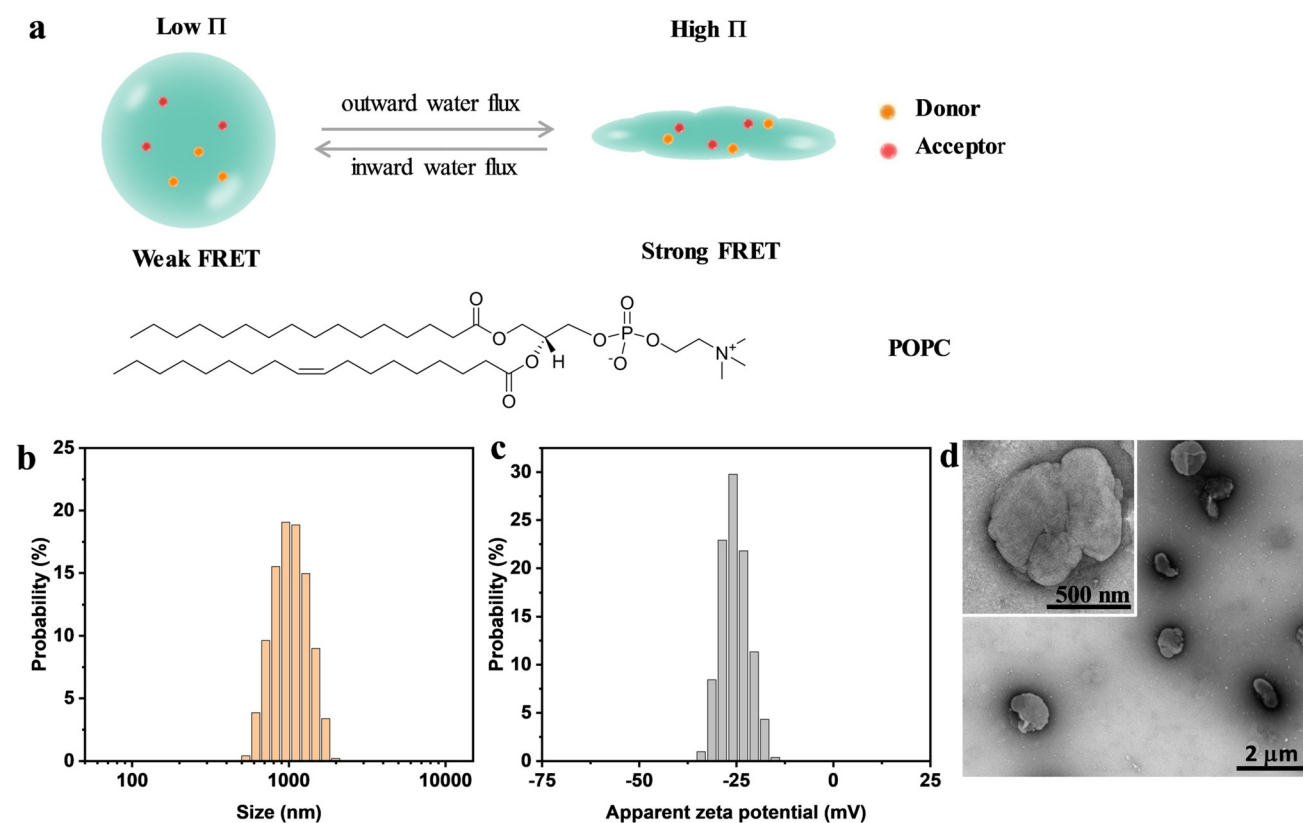 a
Low Π
High Π
outward water flux
inward water flux
Donor
Acceptor
Weak FRET
Strong FRET
O
O
O
O
P
O
-O
O
N+
H
O
POPC
b
25
20
15
10
5
0
Probability (%)
100
1000
10000
Size (nm)
c
30
25
20
15
10
5
0
Probability (%)
-75
-50
-25
0
25
Apparent zeta potential (mV)
d
500 nm
2 μm